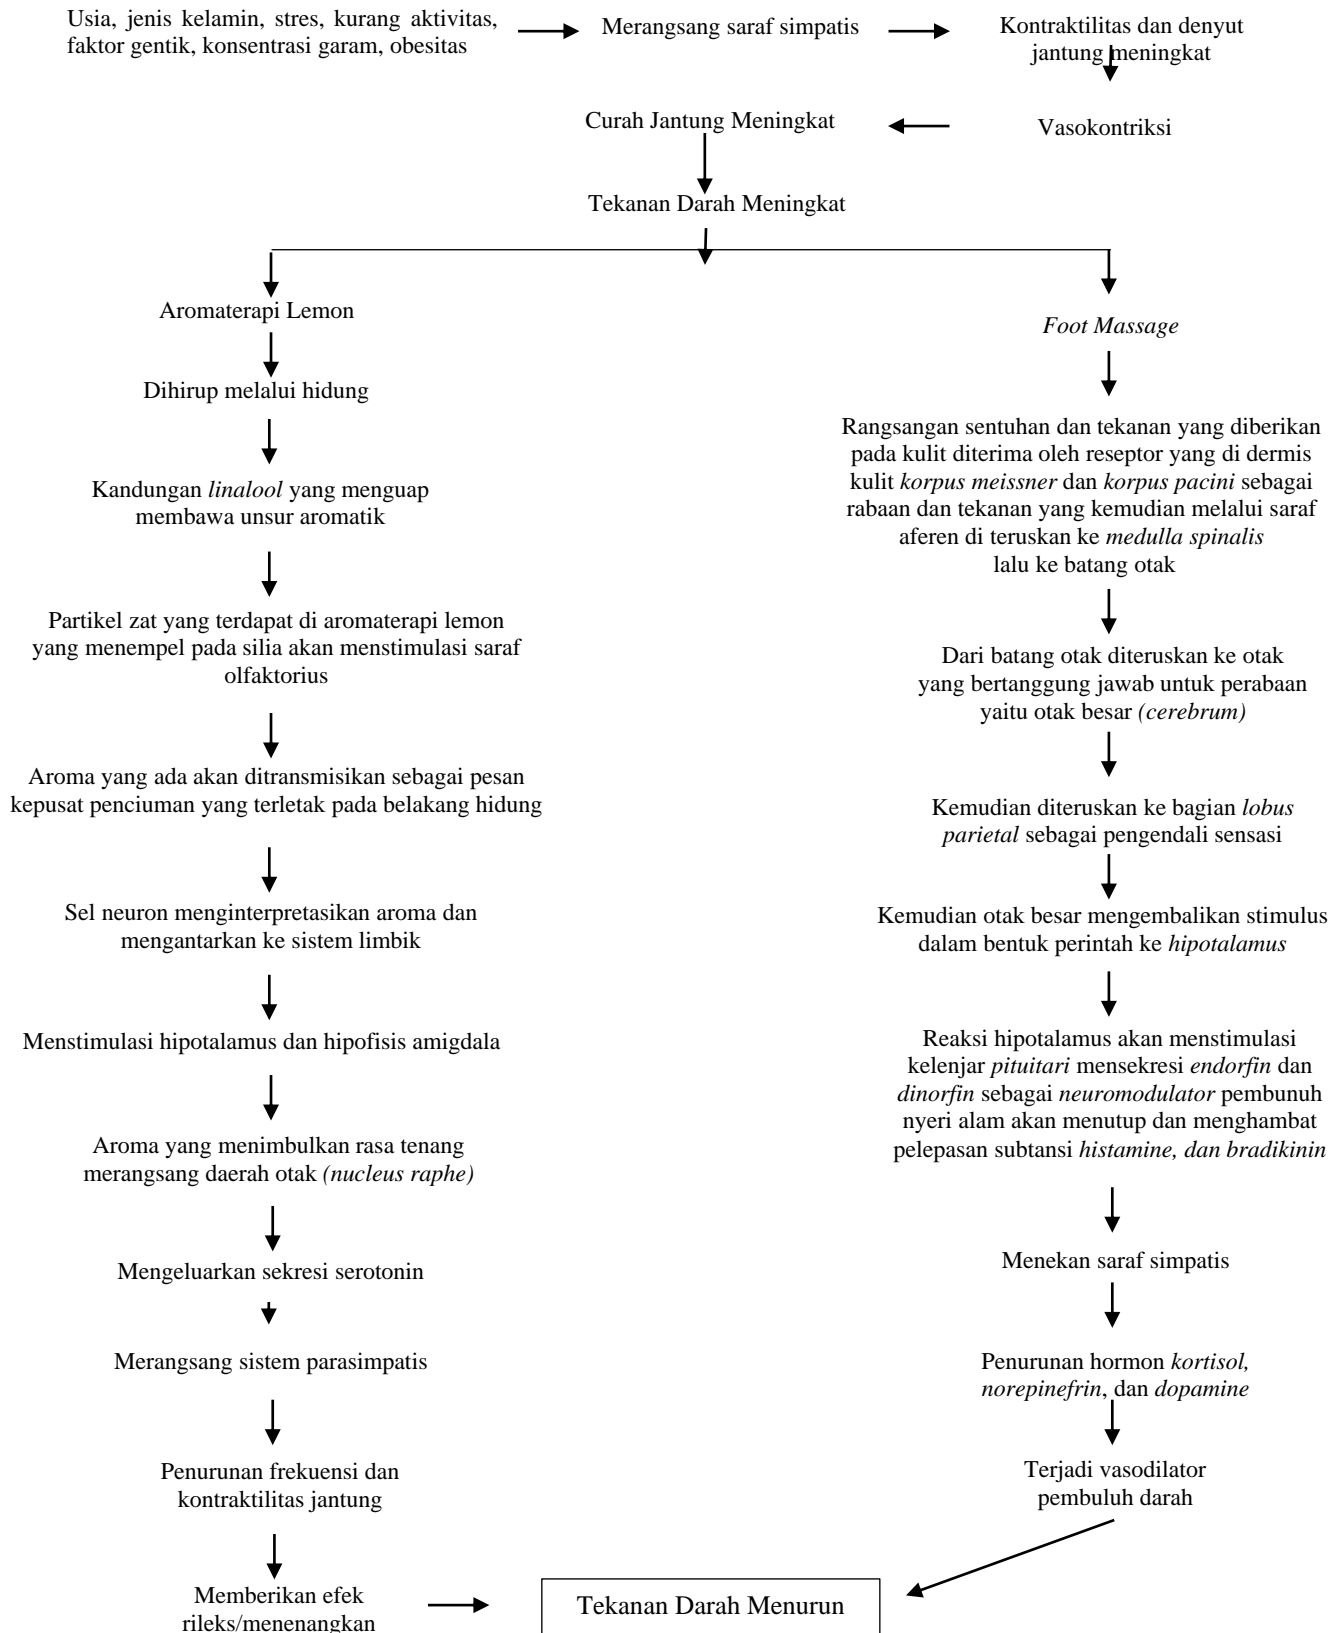 Usia, jenis kelamin, stres, kurang aktivitas,
faktor gentik, konsentrasi garam, obesitas
Merangsang saraf simpatis
Kontraktilitas dan denyut
jantung meningkat
Curah Jantung Meningkat
Vasokontriksi
Tekanan Darah Meningkat
Aromaterapi Lemon
Dihirup melalui hidung
Kandungan linalool yang menguap
membawa unsur aromatik
Partikel zat yang terdapat di aromaterapi lemon
yang menempel pada silia akan menstimulasi saraf
olfaktorius
Aroma yang ada akan ditransmisikan sebagai pesan
kepusat penciuman yang terletak pada belakang hidung
Sel neuron menginterpretasikan aroma dan
mengantarkan ke sistem limbik
Menstimulasi hipotalamus dan hipofisis amigdala
Aroma yang menimbulkan rasa tenang
merangsang daerah otak (nucleus raphe)
Mengeluarkan sekresi serotonin
Merangsang sistem parasimpatis
Penurunan frekuensi dan
kontraktilitas jantung
Memberikan efek
rileks/menenangkan
Foot Massage
Rangsangan sentuhan dan tekanan yang diberikan
pada kulit diterima oleh reseptor yang di dermis
kulit korpus meissner dan korpus pacini sebagai
rabaan dan tekanan yang kemudian melalui saraf
aferen di teruskan ke medulla spinalis
lalu ke batang otak
Dari batang otak diteruskan ke otak
yang bertanggung jawab untuk perabaan
yaitu otak besar (cerebrum)
Kemudian diteruskan ke bagian lobus
parietal sebagai pengendali sensasi
Kemudian otak besar mengembalikan stimulus
dalam bentuk perintah ke hipotalamus
Reaksi hipotalamus akan menstimulasi
kelenjar pituitari mensekresi endorfin dan
dinorfin sebagai neuromodulator pembunuh
nyeri alam akan menutup dan menghambat
pelepasan subtansi histamine, dan bradikinin
Menekan saraf simpatis
Penurunan hormon kortisol,
norepinefrin, dan dopamine
Terjadi vasodilator
pembuluh darah
Tekanan Darah Menurun